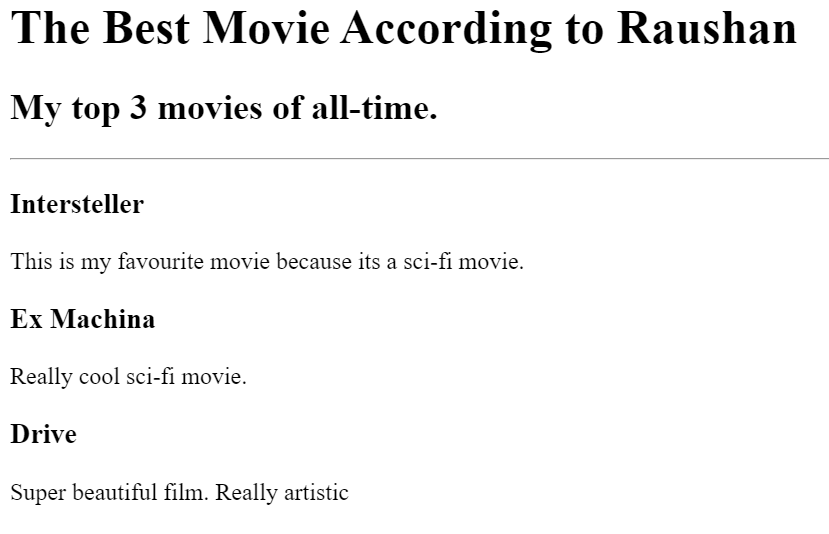 The Best Movie According to Raushan
My top 3 movies of all-time.
Intersteller
This is my favourite movie because its a sci-fi movie.
Ex Machina
Really cool sci-fi movie.
Drive
Super beautiful film. Really artistic